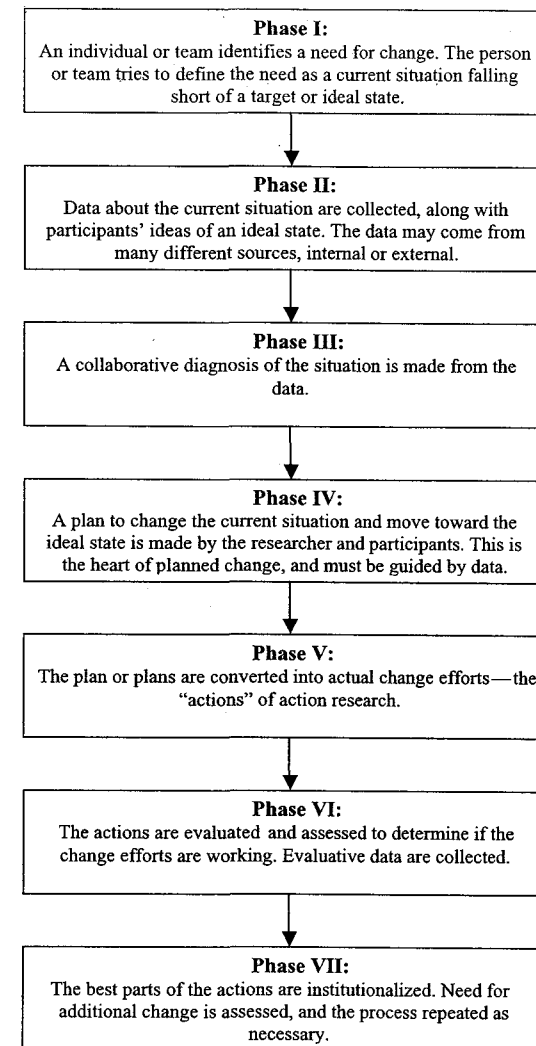 Phase I:
An individual or team identifies a need for change. The person
or team tries to define the need as a current situation falling
short of a target or ideal state.
Phase II:
Data about the current situation are collected, along with
participants' ideas of an ideal state. The data may come from
many different sources, internal or external.
Phase III:
A collaborative diagnosis of the situation is made from the
data.
Phase IV:
A plan to change the current situation and move toward the
ideal state is made by the researcher and participants. This is
the heart of planned change, and must be guided by data.
Phase V:
The plan or plans are converted into actual change efforts—the
“actions” of action research.
Phase VI:
The actions are evaluated and assessed to determine if the
change efforts are working. Evaluative data are collected.
Phase VII:
The best parts of the actions are institutionalized. Need for
additional change is assessed, and the process repeated as
necessary.